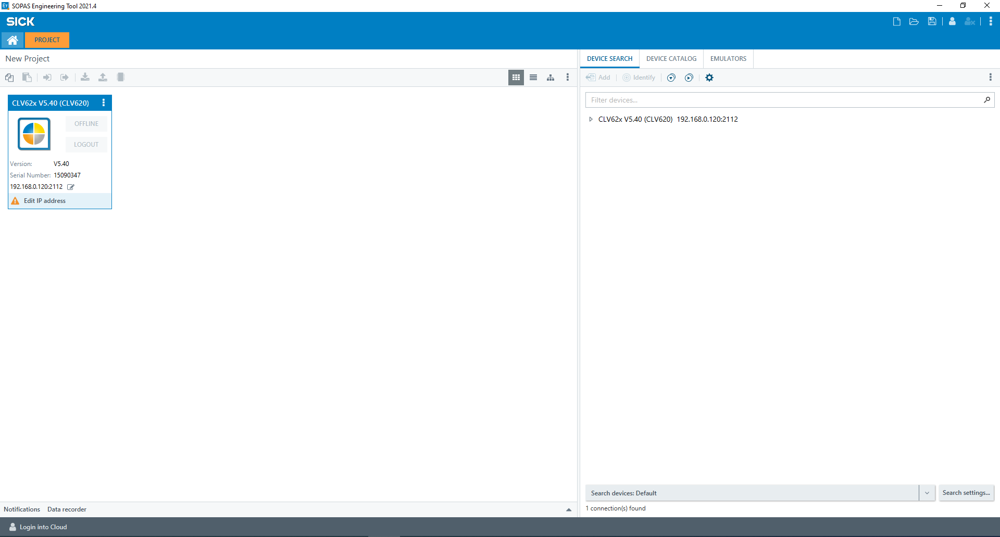 SOPAS Engineering Tool 2021.4
SICK
PROJECT
New Project
CLV62x V5.40 (CLV620)
OFFLINE
LOGOUT
Version: V5.40
Serial Number: 15090347
192.168.0.120:2112
Edit IP address
DEVICE SEARCH DEVICE CATALOG EMULATORS
Add Identify
Filter devices...
CLV62x V5.40 (CLV620) 192.168.0.120:2112
Search devices: Default Search settings...
1 connection(s) found
Notifications Data recorder
Login into Cloud